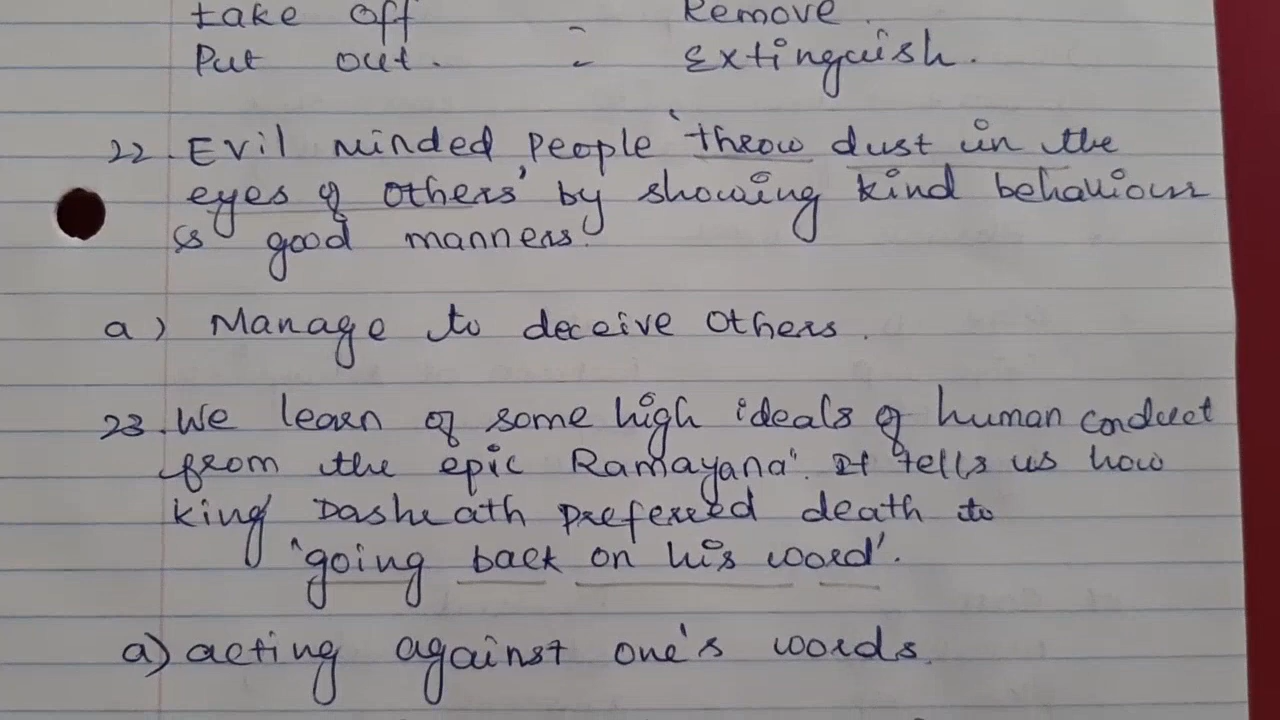 take off - Remove.
Put out. - Extinguish.
22. Evil minded people 'throw dust in the
eyes of others' by showing kind behaviour
& good manners.
a) Manage to deceive others.
23. We learn of some high ideals of human conduct
from the epic 'Ramayana'. It tells us how
king Dasharath preferred death to
'going back on his word'.
a) acting against one's words.